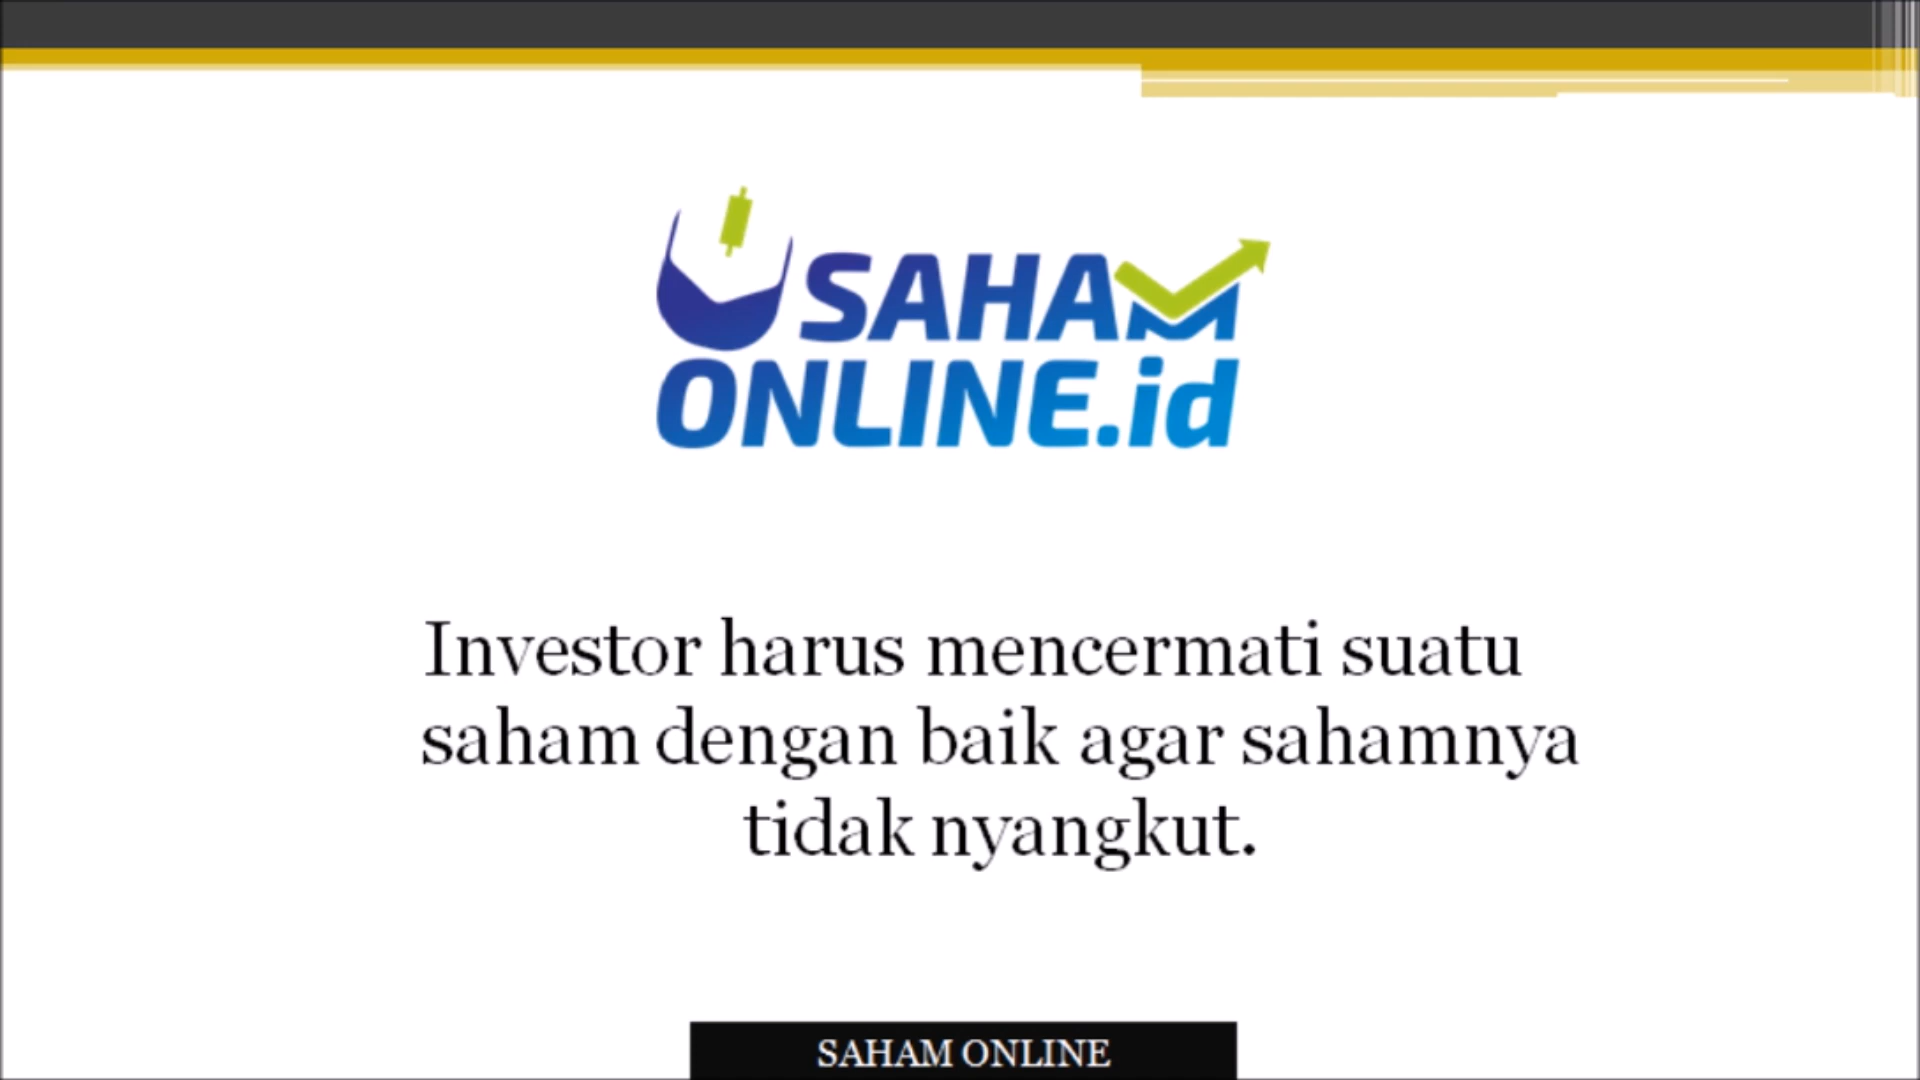 SAHAM
ONLINE.id
Investor harus mencermati suatu
saham dengan baik agar sahamnya
tidak nyangkut.
SAHAM ONLINE